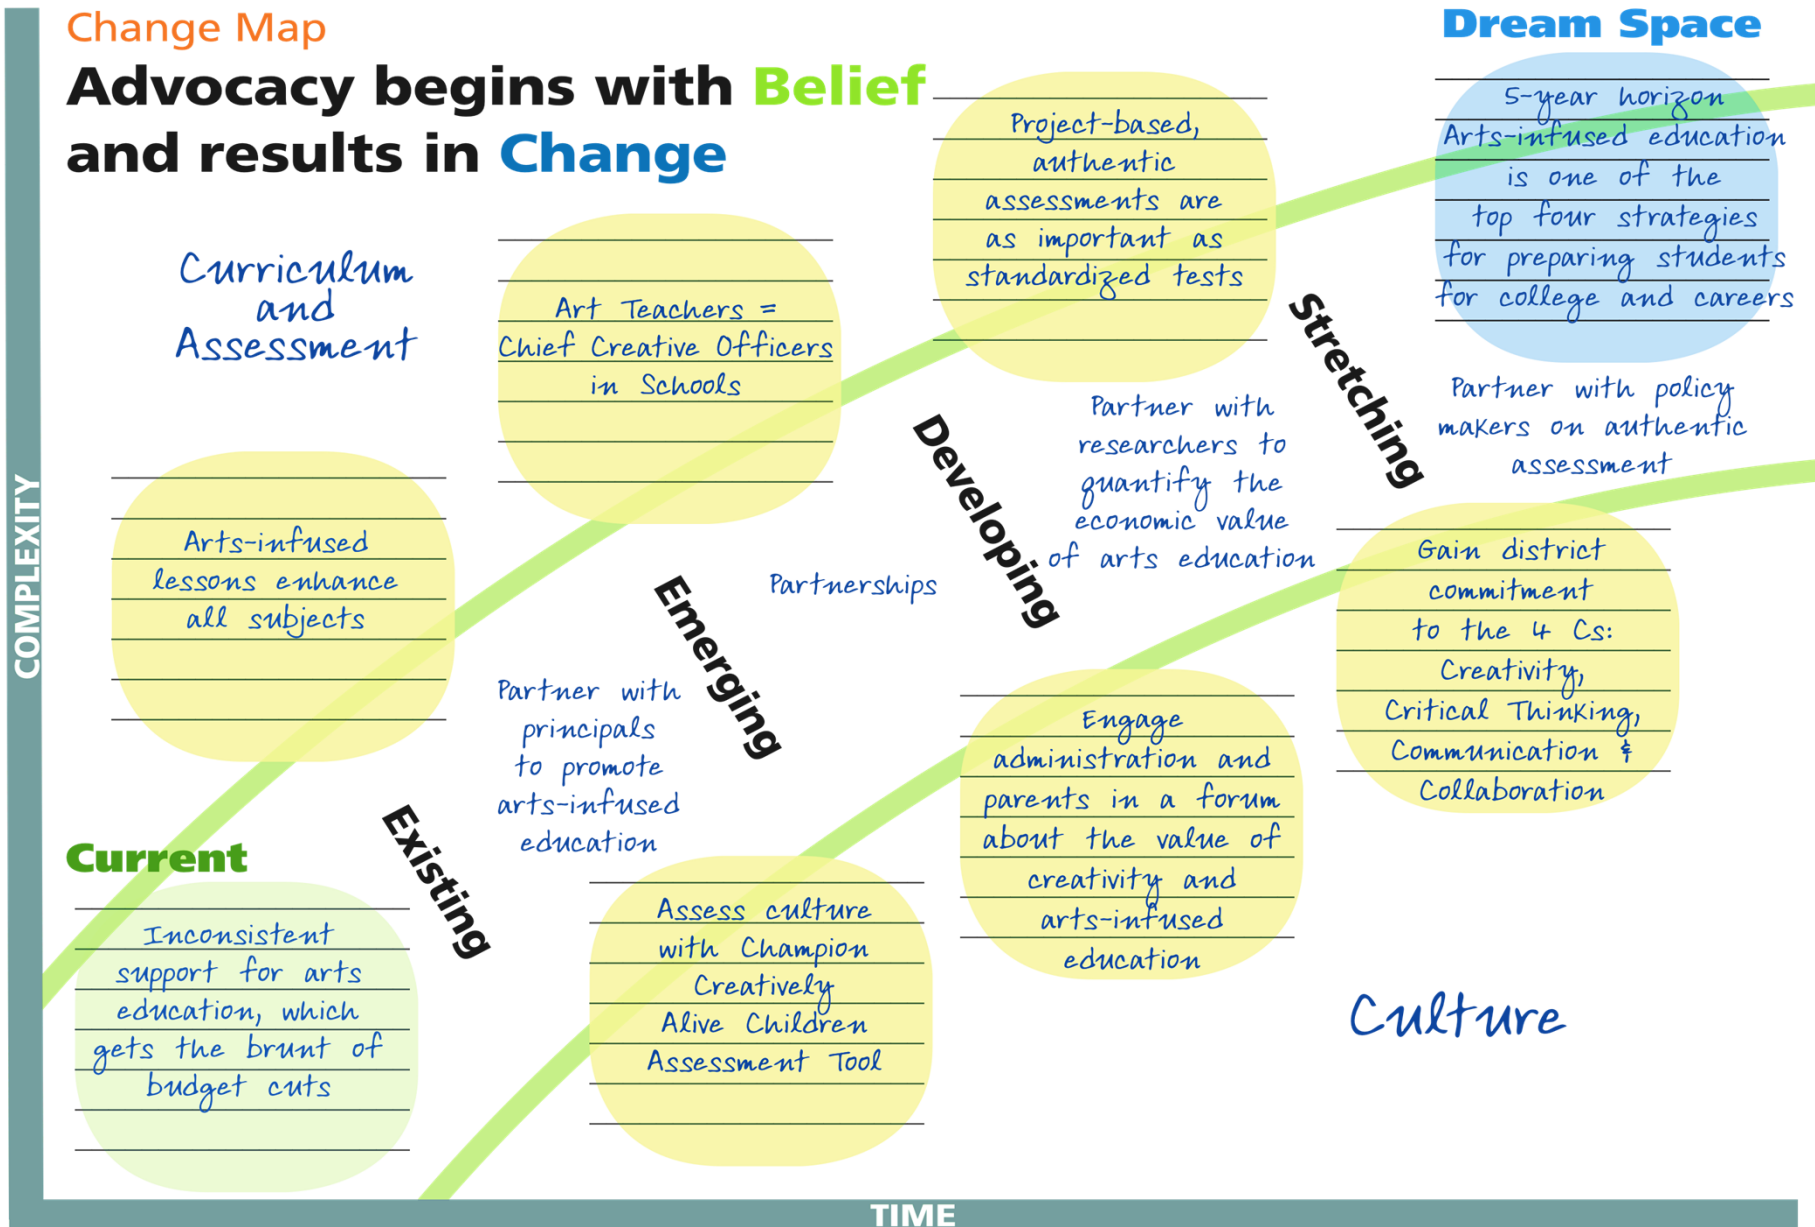 Change Map
Advocacy begins with Belief
and results in Change
Dream Space
5-year horizon
Arts-infused education
is one of the
top four strategies
for preparing students
for college and careers
Project-based,
authentic
assessments are
as important as
standardized tests
Curriculum
and
Assessment
Art Teachers =
Chief Creative Officers
in Schools
Arts-infused
lessons enhance
all subjects
Stretching
Partner with policy
makers on authentic
assessment
Developing
Partner with
researchers to
quantify the
economic value
of arts education
Partnerships
Emerging
Partner with
principals
to promote
arts-infused
education
Existing
Current
Inconsistent
support for arts
education, which
gets the brunt of
budget cuts
Assess culture
with Champion
Creatively
Alive Children
Assessment Tool
Engage
administration and
parents in a forum
about the value of
creativity and
arts-infused
education
Gain district
commitment
to the 4 Cs:
Creativity,
Critical Thinking,
Communication &
Collaboration
Culture
COMPLEXITY
TIME